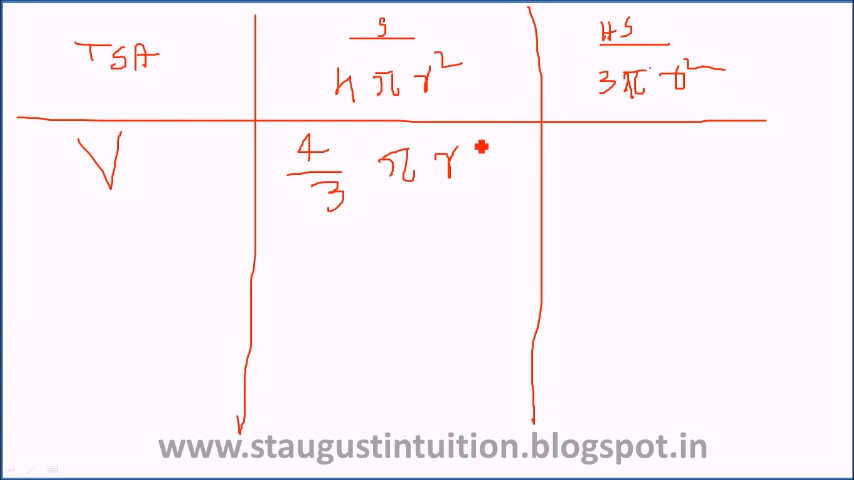 TSA
S
4 π r²
HS
3 π r²
V
4/3 π r
www.staugustintuition.blogspot.in